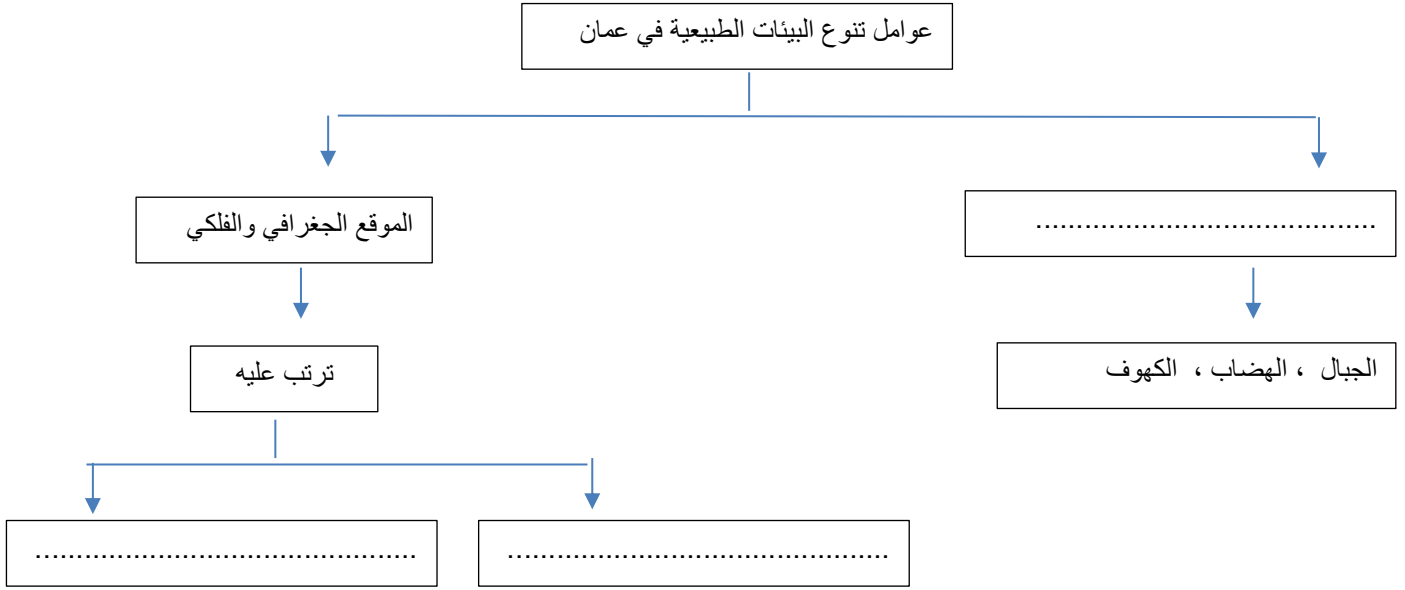 عوامل تنوع البيئات الطبيعية في عمان
.........................................
الموقع الجغرافي والفلكي
الجبال ، الهضاب ، الكهوف
ترتب عليه
..............................................
..............................................